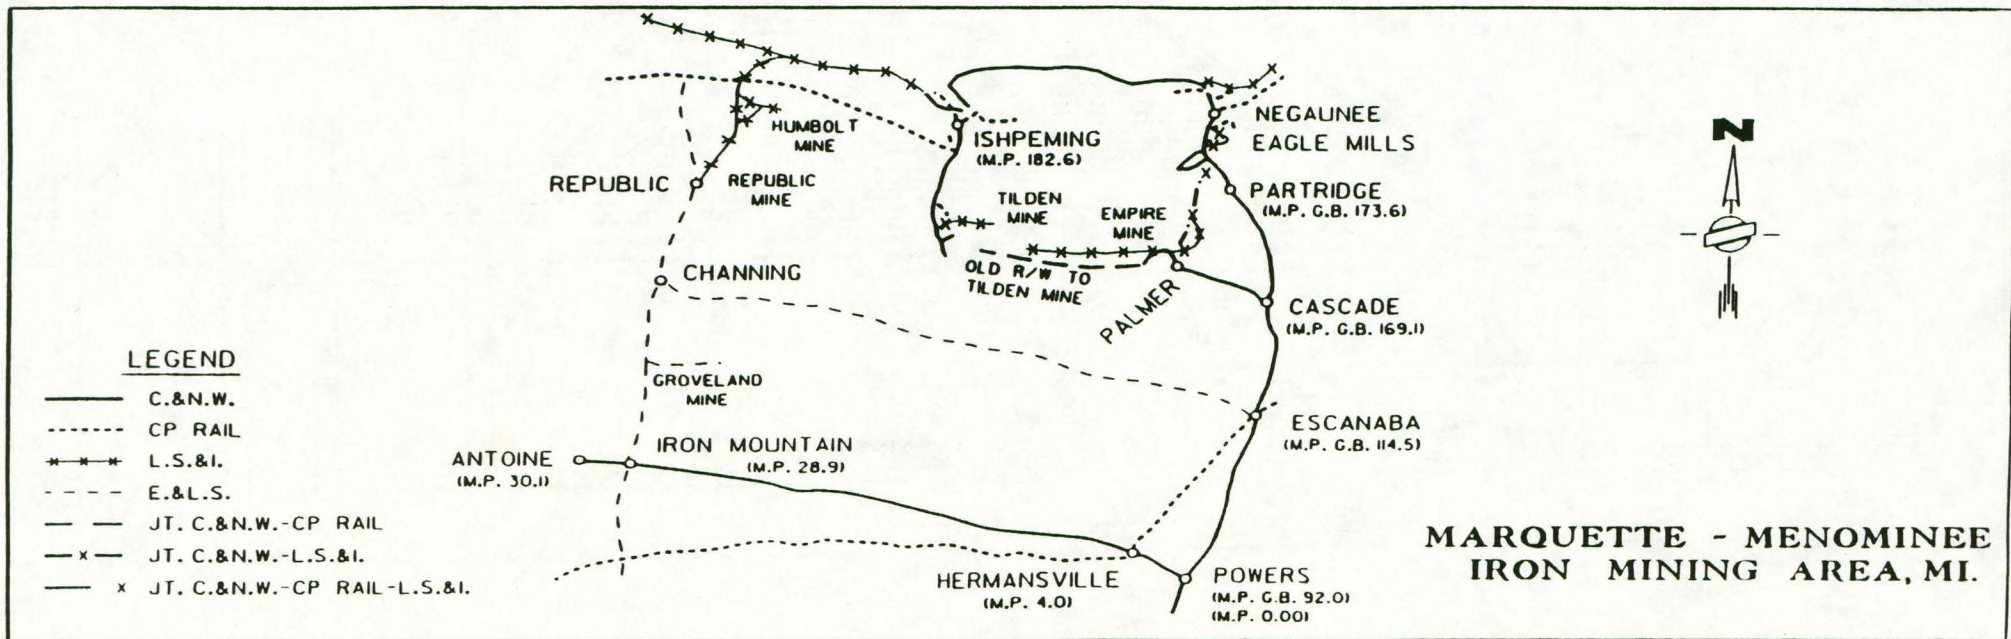 HUMBOLT
MINE
ISHPEMING
(M.P. 182.6)
NEGAUNEE
EAGLE MILLS
N
REPUBLIC
REPUBLIC
MINE
TILDEN
MINE
EMPIRE
MINE
PARTRIDGE
(M.P. G.B. 173.6)
CHANNING
OLD R/W TO
TILDEN MINE
PALMER
CASCADE
(M.P. G.B. 169.1)
GROVELAND
MINE
ANTOINE
(M.P. 30.1)
IRON MOUNTAIN
(M.P. 28.9)
ESCANABA
(M.P. G.B. 114.5)
HERMANSVILLE
(M.P. 4.0)
POWERS
(M.P. G.B. 92.0)
(M.P. 0.00)
LEGEND
C.&N.W.
CP RAIL
L.S.&I.
E.&L.S.
JT. C.&N.W.-CP RAIL
JT. C.&N.W.-L.S.&I.
JT. C.&N.W.-CP RAIL-L.S.&I.
MARQUETTE - MENOMINEE
IRON MINING AREA, MI.